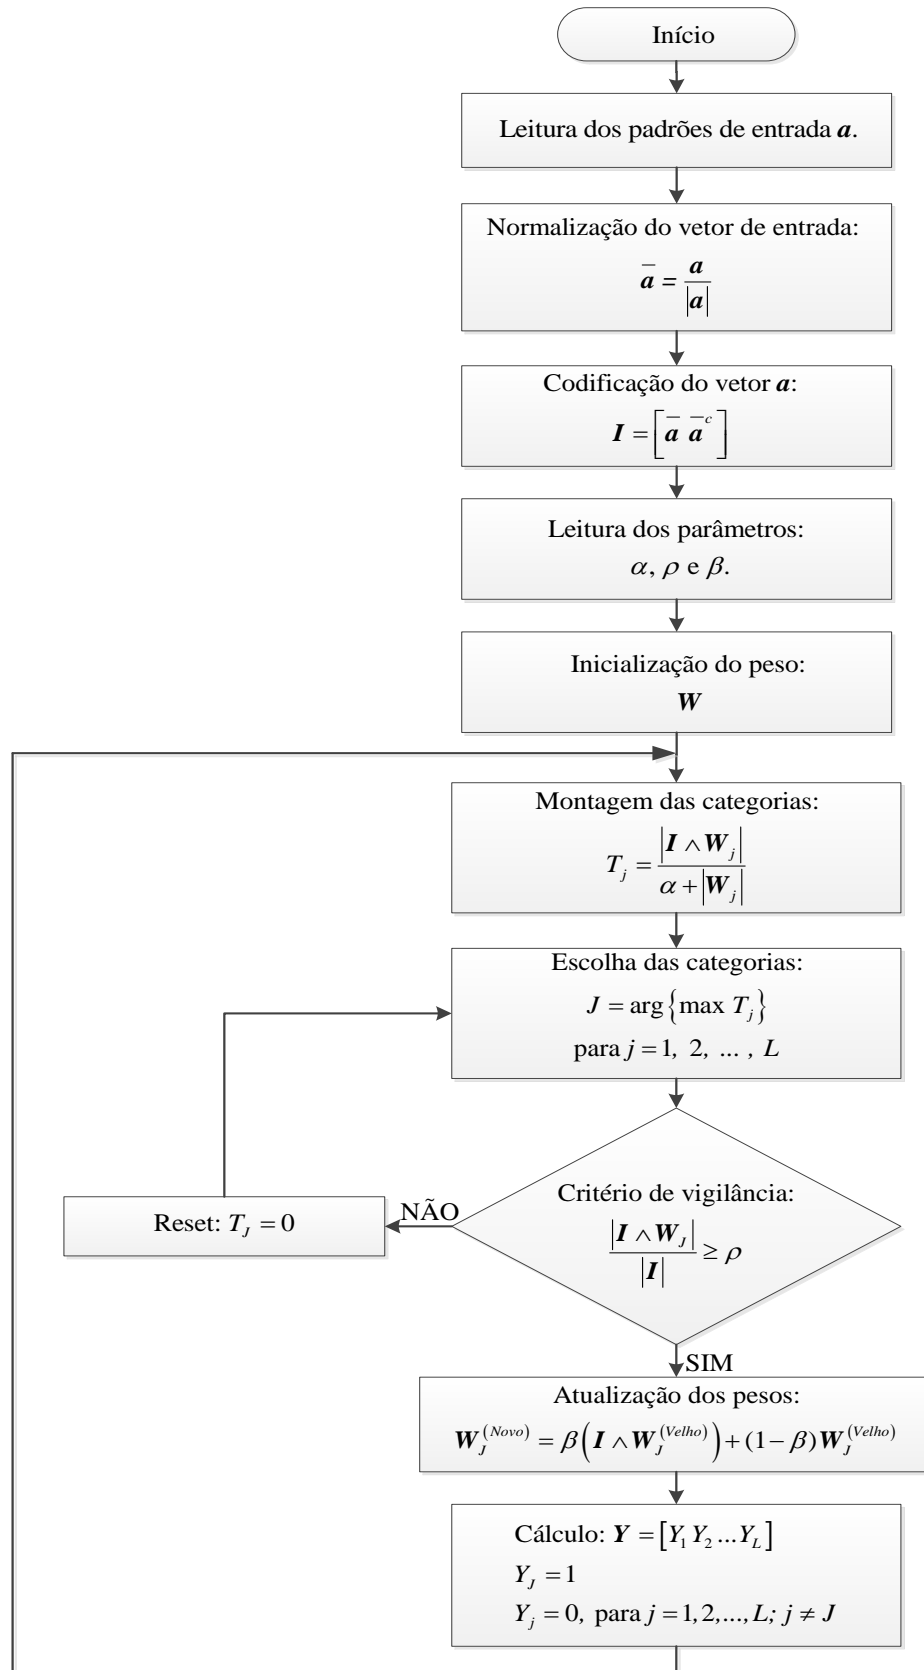 Início
Leitura dos padrões de entrada a.
Normalização do vetor de entrada:
a̅ = a / |a|
Codificação do vetor a:
I = [a̅ a̅ᶜ]
Leitura dos parâmetros:
α, ρ e β.
Inicialização do peso:
W
Montagem das categorias:
T_j = |I ∧ W_j| / (α + |W_j|)
Escolha das categorias:
J = arg{max T_j}
para j = 1, 2, ... , L
Critério de vigilância:
|I ∧ W_J| / |I| ≥ ρ
NÃO
Reset: T_J = 0
SIM
Atualização dos pesos:
W_J^(Novo) = β(I ∧ W_J^(Velho)) + (1 − β)W_J^(Velho)
Cálculo: Y = [Y_1 Y_2 ... Y_L]
Y_J = 1
Y_j = 0, para j = 1, 2, ..., L; j ≠ J